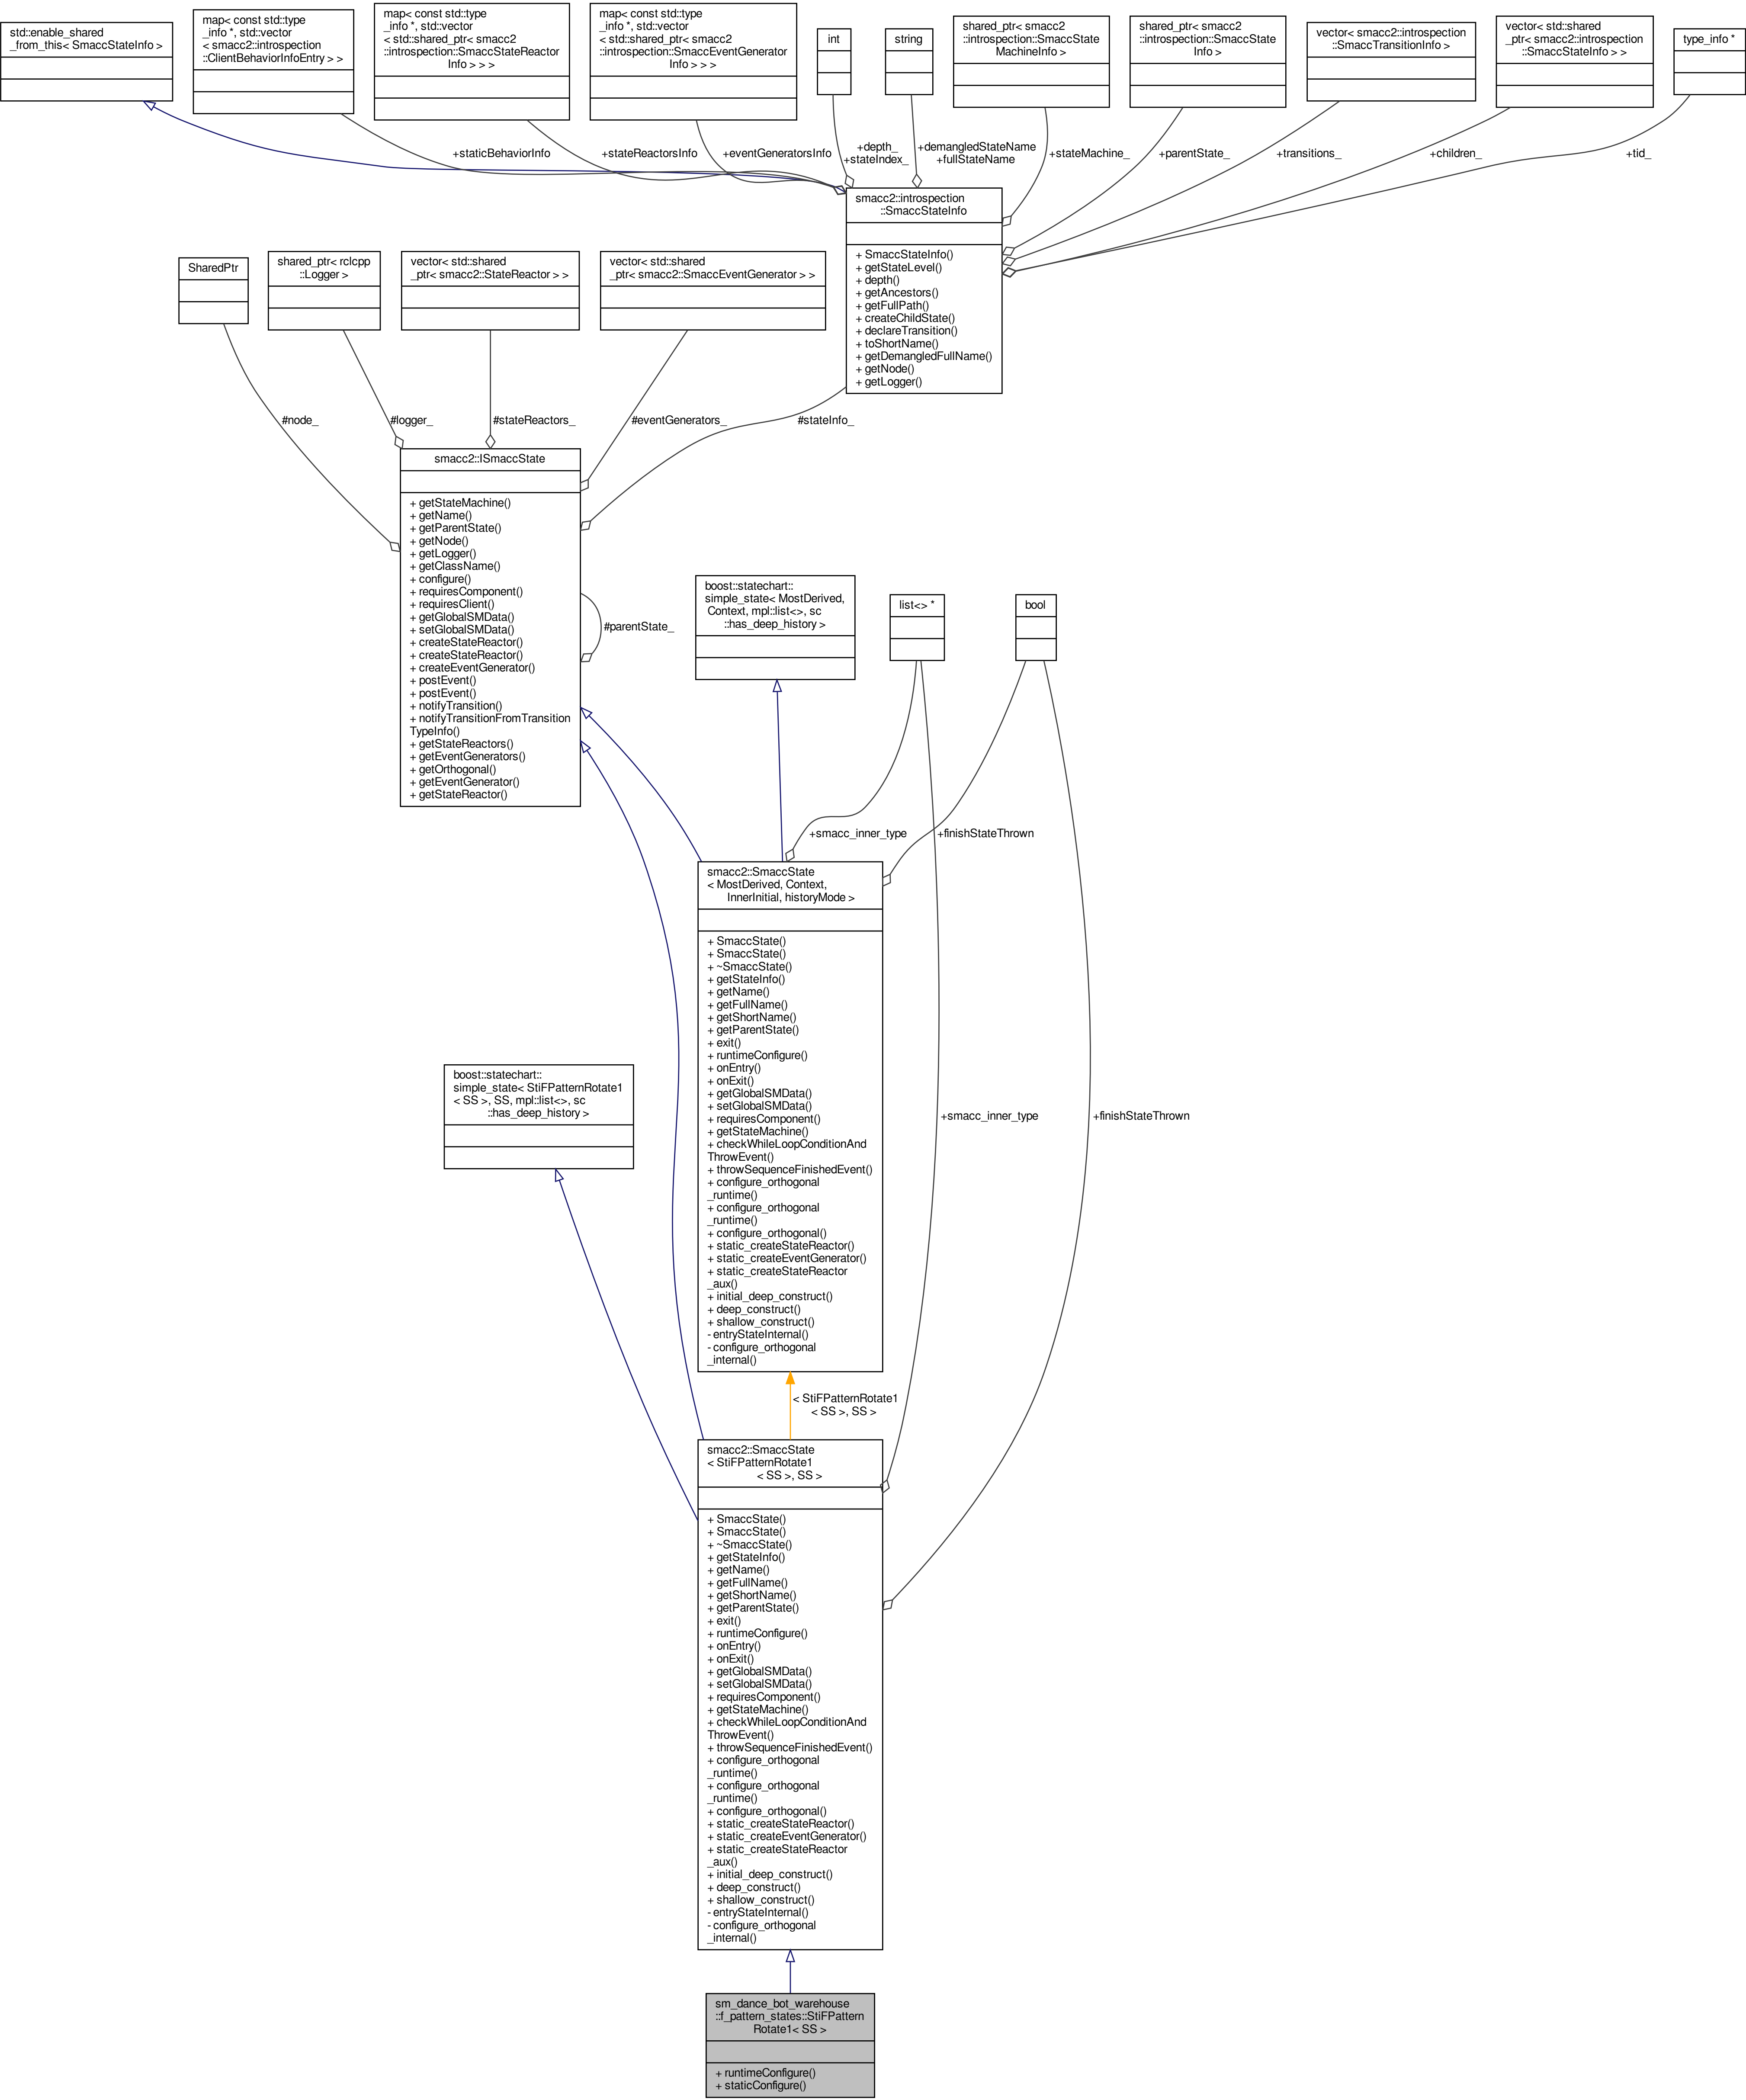 std::enable_shared
_from_this< SmaccStateInfo >
map< const std::type
_info *, std::vector
< smacc2::introspection
::ClientBehaviorInfoEntry > >
map< const std::type
_info *, std::vector
< std::shared_ptr< smacc2
::introspection::SmaccStateReactor
Info > > >
map< const std::type
_info *, std::vector
< std::shared_ptr< smacc2
::introspection::SmaccEventGenerator
Info > > >
int
string
shared_ptr< smacc2
::introspection::SmaccState
MachineInfo >
shared_ptr< smacc2
::introspection::SmaccState
Info >
vector< smacc2::introspection
::SmaccTransitionInfo >
vector< std::shared
_ptr< smacc2::introspection
::SmaccStateInfo > >
type_info *
+staticBehaviorInfo
+stateReactorsInfo
+eventGeneratorsInfo
+depth_
+stateIndex_
+demangledStateName
+fullStateName
+stateMachine_
+parentState_
+transitions_
+children_
+tid_
smacc2::introspection
::SmaccStateInfo
+ SmaccStateInfo()
+ getStateLevel()
+ depth()
+ getAncestors()
+ getFullPath()
+ createChildState()
+ declareTransition()
+ toShortName()
+ getDemangledFullName()
+ getNode()
+ getLogger()
SharedPtr
shared_ptr< rclcpp
::Logger >
vector< std::shared
_ptr< smacc2::StateReactor > >
vector< std::shared
_ptr< smacc2::SmaccEventGenerator > >
#node_
#logger_
#stateReactors_
#eventGenerators_
#stateInfo_
smacc2::ISmaccState
+ getStateMachine()
+ getName()
+ getParentState()
+ getNode()
+ getLogger()
+ getClassName()
+ configure()
+ requiresComponent()
+ requiresClient()
+ getGlobalSMData()
+ setGlobalSMData()
+ createStateReactor()
+ createStateReactor()
+ createEventGenerator()
+ postEvent()
+ postEvent()
+ notifyTransition()
+ notifyTransitionFromTransition
TypeInfo()
+ getStateReactors()
+ getEventGenerators()
+ getOrthogonal()
+ getEventGenerator()
+ getStateReactor()
#parentState_
boost::statechart::
simple_state< MostDerived,
Context, mpl::list<>, sc
::has_deep_history >
list<> *
bool
+smacc_inner_type
+finishStateThrown
smacc2::SmaccState
< MostDerived, Context,
InnerInitial, historyMode >
+ SmaccState()
+ SmaccState()
+ ~SmaccState()
+ getStateInfo()
+ getName()
+ getFullName()
+ getShortName()
+ getParentState()
+ exit()
+ runtimeConfigure()
+ onEntry()
+ onExit()
+ getGlobalSMData()
+ setGlobalSMData()
+ requiresComponent()
+ getStateMachine()
+ checkWhileLoopConditionAnd
ThrowEvent()
+ throwSequenceFinishedEvent()
+ configure_orthogonal
_runtime()
+ configure_orthogonal
_runtime()
+ configure_orthogonal()
+ static_createStateReactor()
+ static_createEventGenerator()
+ static_createStateReactor
_aux()
+ initial_deep_construct()
+ deep_construct()
+ shallow_construct()
- entryStateInternal()
- configure_orthogonal
_internal()
boost::statechart::
simple_state< StiFPatternRotate1
< SS >, SS, mpl::list<>, sc
::has_deep_history >
+smacc_inner_type
+finishStateThrown
< StiFPatternRotate1
< SS >, SS >
smacc2::SmaccState
< StiFPatternRotate1
< SS >, SS >
+ SmaccState()
+ SmaccState()
+ ~SmaccState()
+ getStateInfo()
+ getName()
+ getFullName()
+ getShortName()
+ getParentState()
+ exit()
+ runtimeConfigure()
+ onEntry()
+ onExit()
+ getGlobalSMData()
+ setGlobalSMData()
+ requiresComponent()
+ getStateMachine()
+ checkWhileLoopConditionAnd
ThrowEvent()
+ throwSequenceFinishedEvent()
+ configure_orthogonal
_runtime()
+ configure_orthogonal
_runtime()
+ configure_orthogonal()
+ static_createStateReactor()
+ static_createEventGenerator()
+ static_createStateReactor
_aux()
+ initial_deep_construct()
+ deep_construct()
+ shallow_construct()
- entryStateInternal()
- configure_orthogonal
_internal()
sm_dance_bot_warehouse
::f_pattern_states::StiFPattern
Rotate1< SS >
+ runtimeConfigure()
+ staticConfigure()